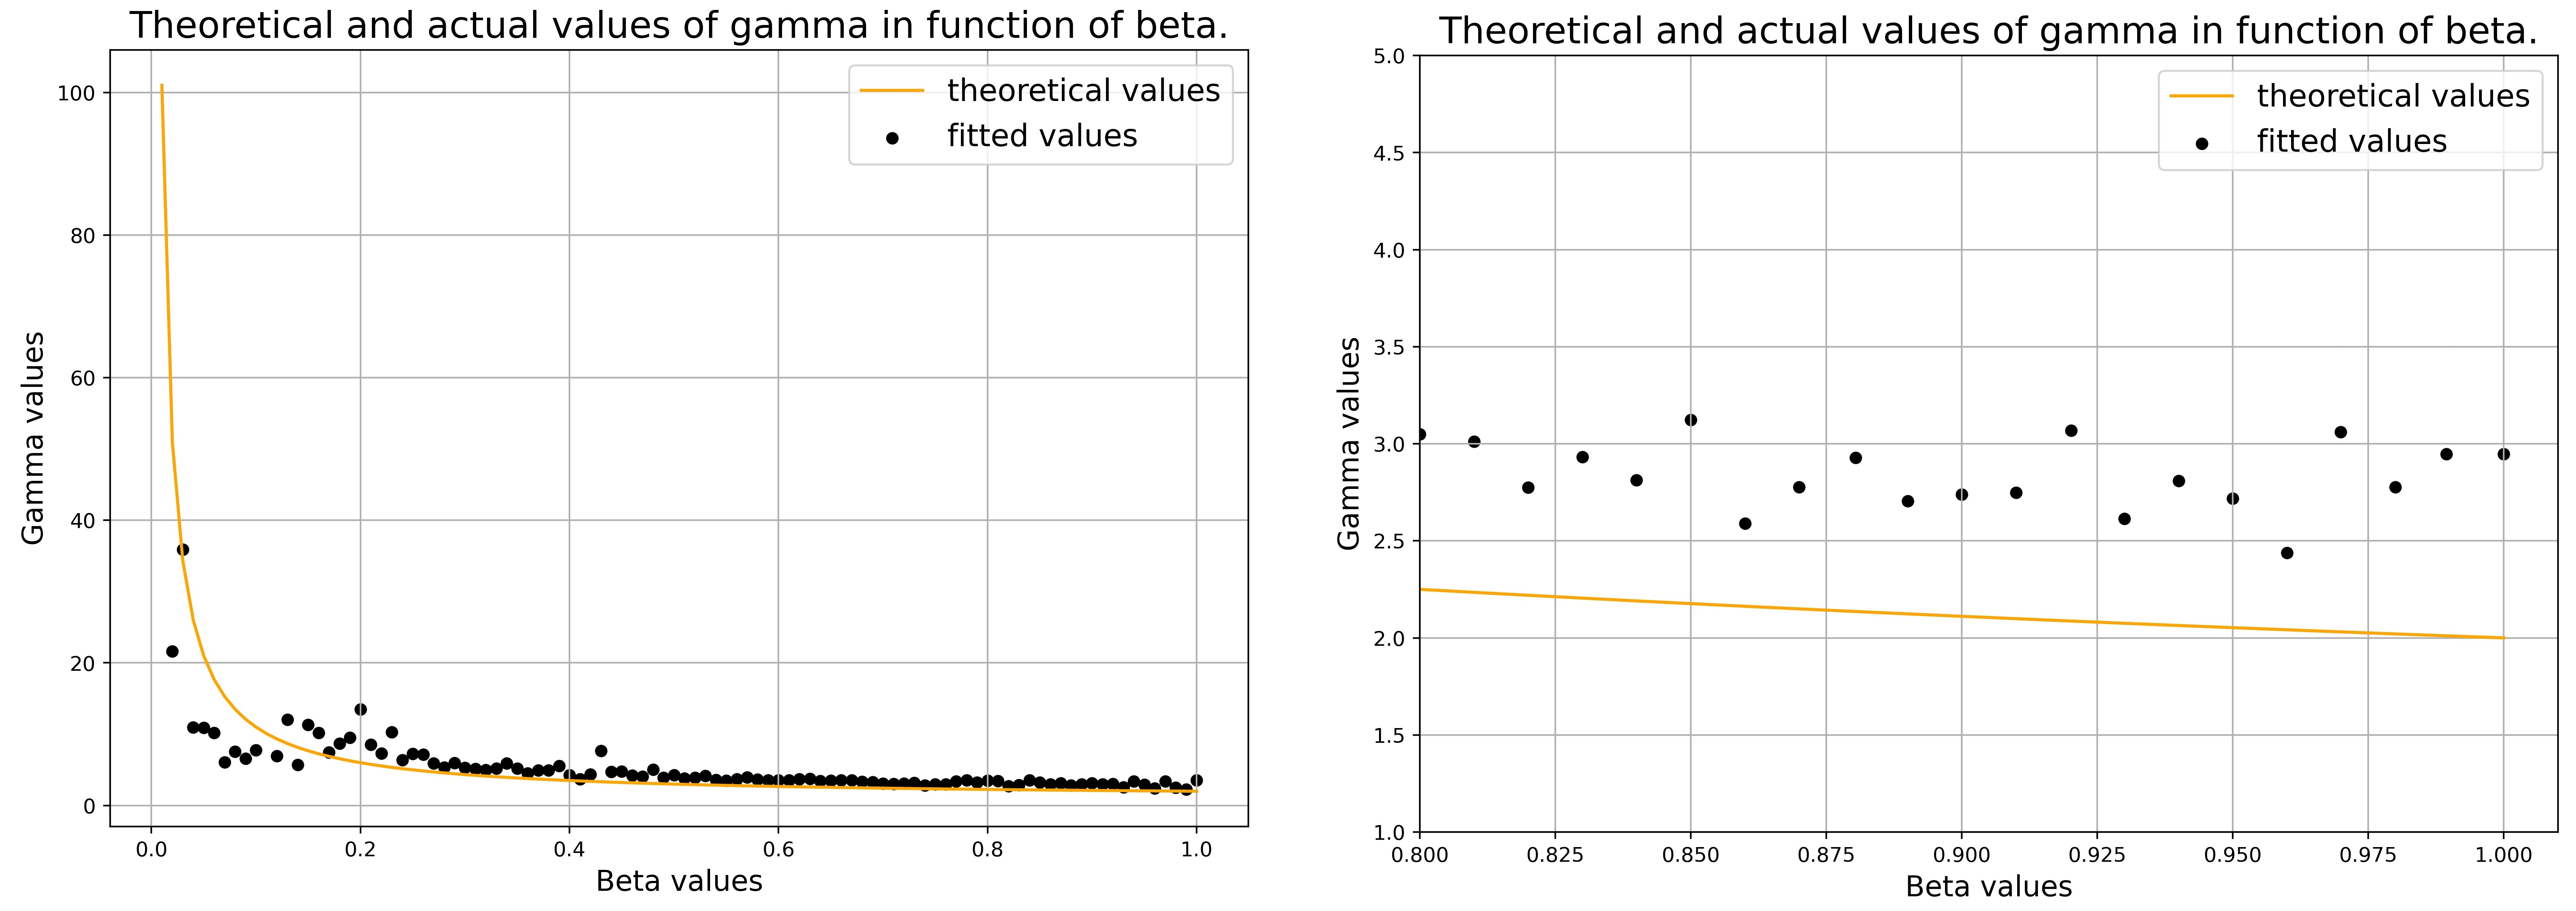 Theoretical and actual values of gamma in function of beta.
theoretical values
fitted values
100
80
60
40
20
0
Gamma values
0.0 0.2 0.4 0.6 0.8 1.0
Beta values
Theoretical and actual values of gamma in function of beta.
theoretical values
fitted values
5.0
4.5
4.0
3.5
3.0
2.5
2.0
1.5
1.0
Gamma values
0.800 0.825 0.850 0.875 0.900 0.925 0.950 0.975 1.000
Beta values